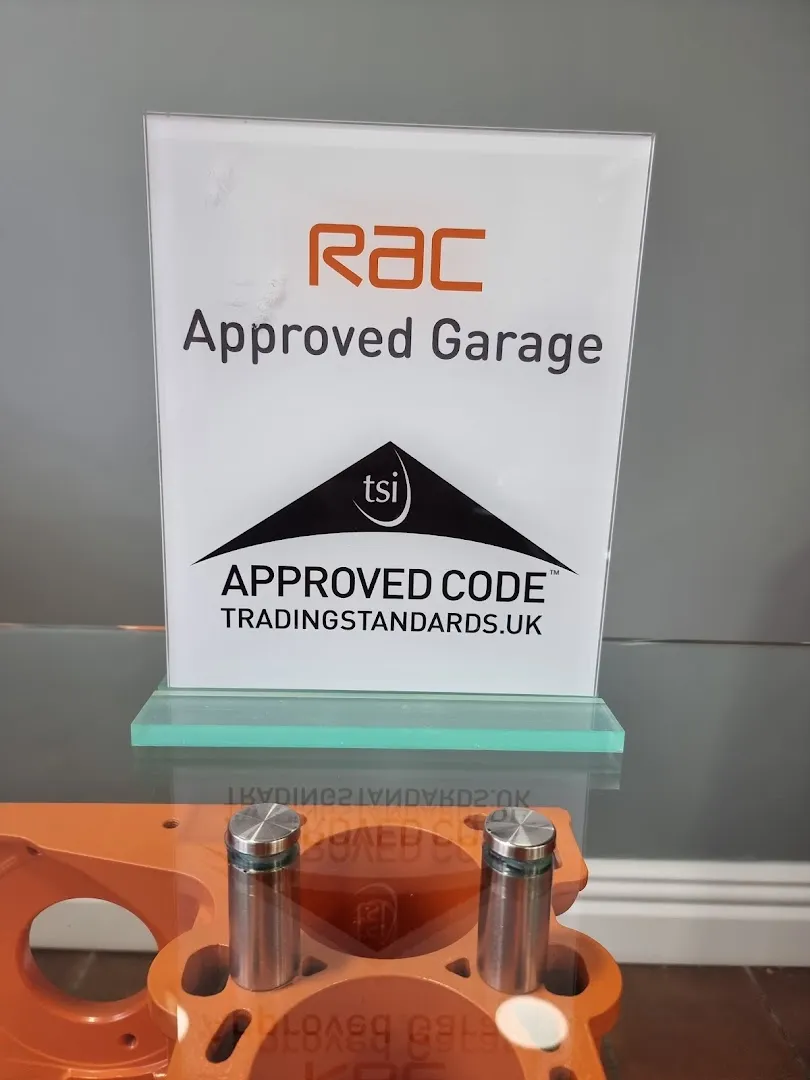 RAC
Approved Garage
tsi
APPROVED CODE™
TRADINGSTANDARDS.UK